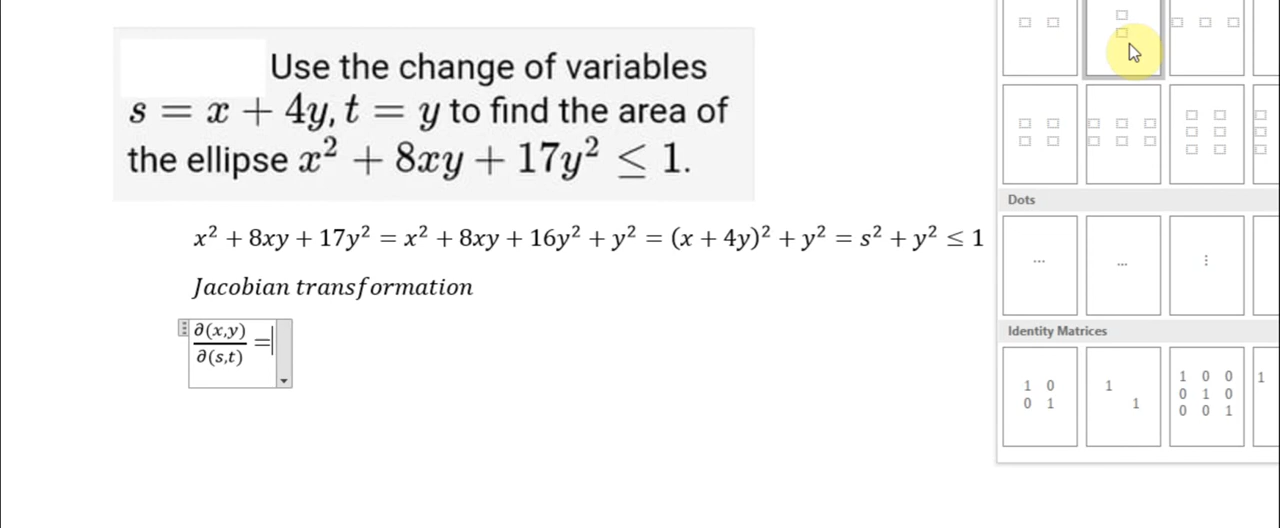 Use the change of variables
s = x + 4y, t = y to find the area of
the ellipse x² + 8xy + 17y² ≤ 1.
x² + 8xy + 17y² = x² + 8xy + 16y² + y² = (x + 4y)² + y² = s² + y² ≤ 1
Jacobian transformation
∂(x,y)
∂(s,t) =
Dots
... ... ⋮
Identity Matrices
1 0 1 1 0 0 1
0 1 1 0 1 0
0 0 1